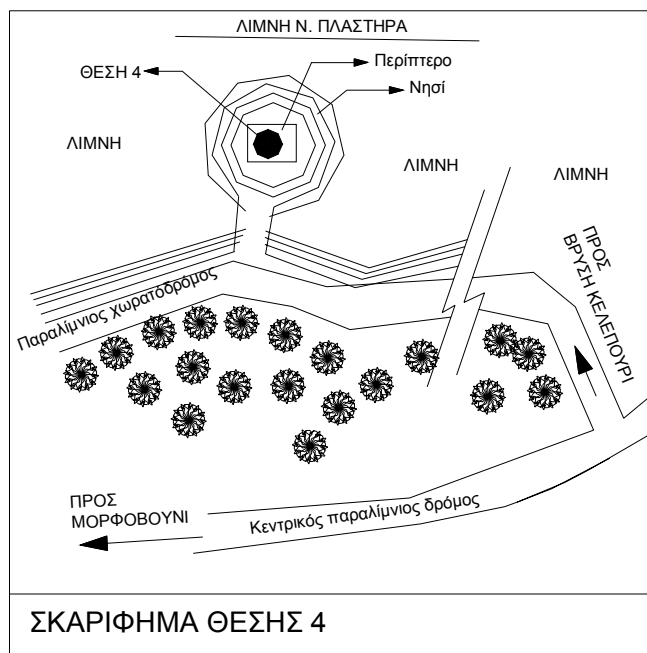 ΛΙΜΝΗ Ν. ΠΛΑΣΤΗΡΑ
Περίπτερο
ΘΕΣΗ 4
Νησί
ΛΙΜΝΗ
ΛΙΜΝΗ
ΛΙΜΝΗ
ΠΡΟΣ
ΒΡΥΣΗ ΚΕΛΕΠΟΥΡΙ
Παραλίμνιος χωρατόδρόμος
ΠΡΟΣ
ΜΟΡΦΟΒΟΥΝΙ
Κεντρικός παραλίμνιος δρόμος
ΣΚΑΡΙΦΗΜΑ ΘΕΣΗΣ 4